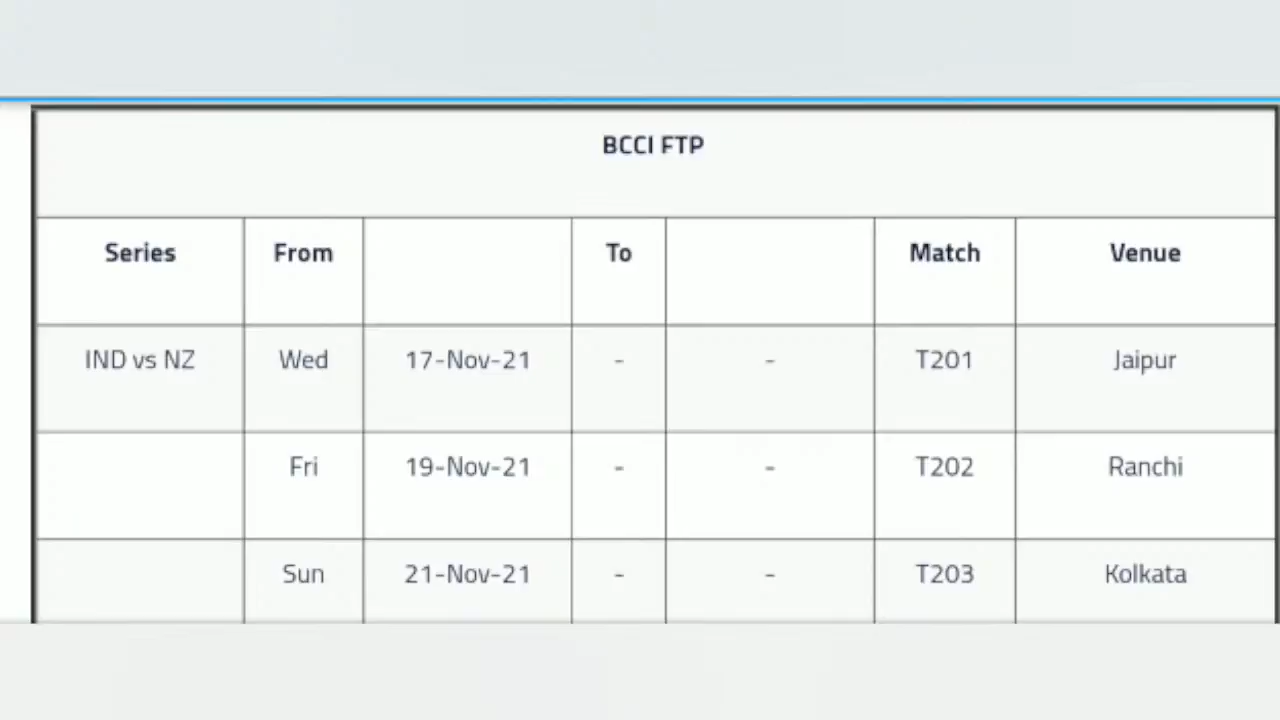 BCCI FTP
Series From To Match Venue
IND vs NZ Wed 17-Nov-21 - - T201 Jaipur
Fri 19-Nov-21 - - T202 Ranchi
Sun 21-Nov-21 - - T203 Kolkata